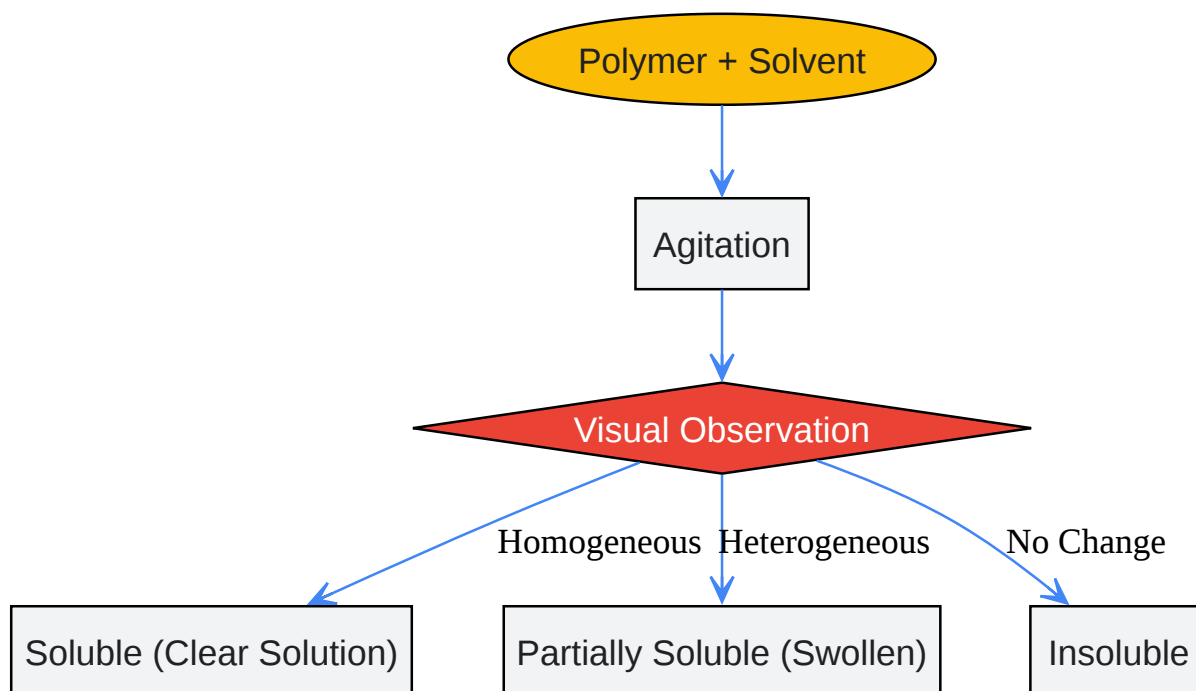 Polymer + Solvent
Agitation
Visual Observation
Homogeneous
Heterogeneous
No Change
Soluble (Clear Solution)
Partially Soluble (Swollen)
Insoluble